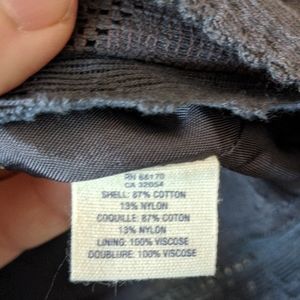 RN 66170
CA 32054
SHELL: 87% COTTON
13% NYLON
COQUILLE: 87% COTON
13% NYLON
LINING: 100% VISCOSE
DOUBLURE: 100% VISCOSE